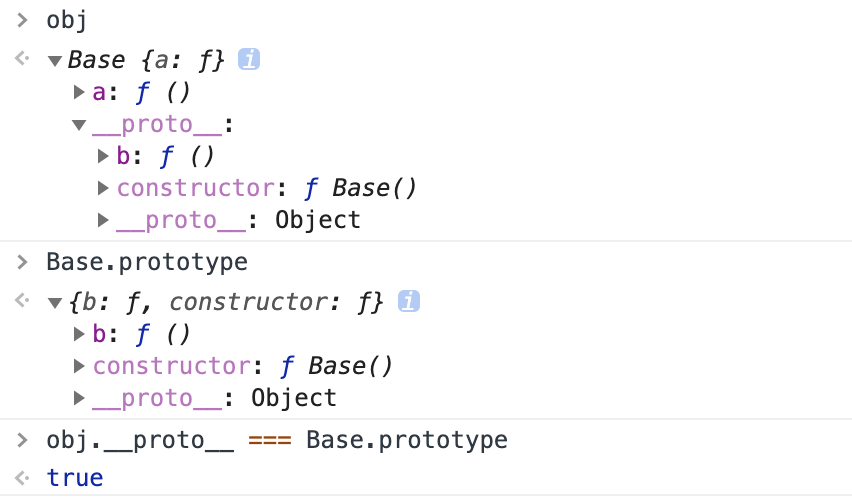 > obj
Base {a: ƒ} i
a: ƒ ()
__proto__:
b: ƒ ()
constructor: ƒ Base()
__proto__: Object
> Base.prototype
{b: ƒ, constructor: ƒ} i
b: ƒ ()
constructor: ƒ Base()
__proto__: Object
> obj.__proto__ === Base.prototype
true